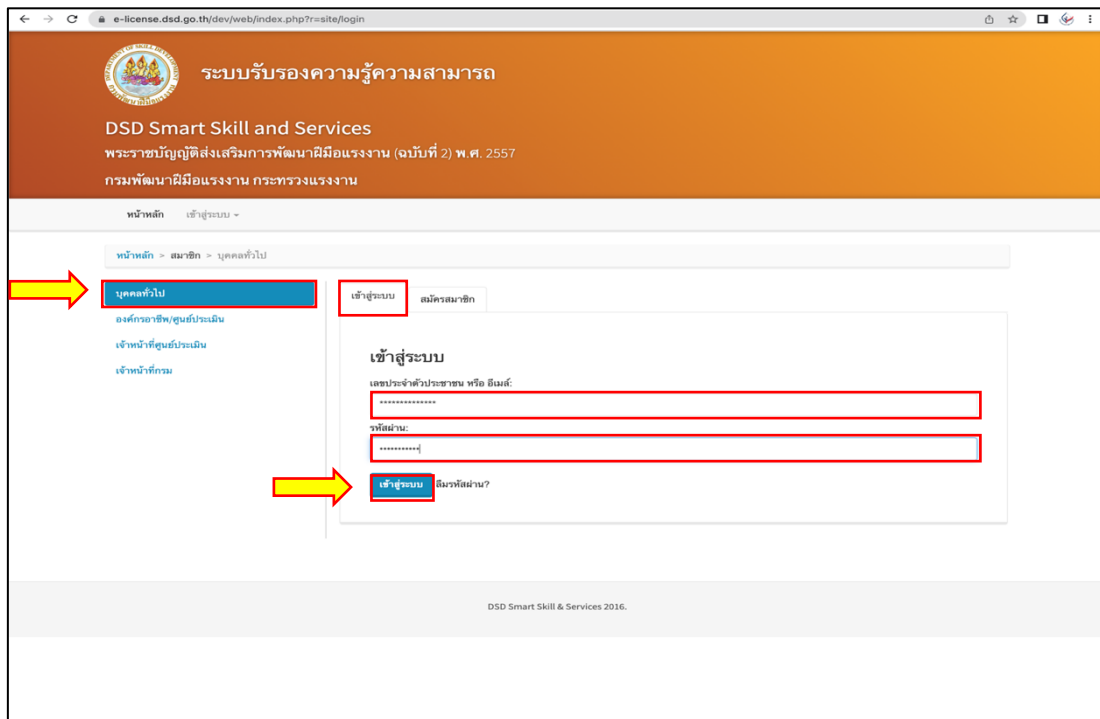 e-license.dsd.go.th/dev/web/index.php?r=site/login
ระบบรับรองความรู้ความสามารถ
DSD Smart Skill and Services
พระราชบัญญัติส่งเสริมการพัฒนาฝีมือแรงงาน (ฉบับที่ 2) พ.ศ. 2557
กรมพัฒนาฝีมือแรงงาน กระทรวงแรงงาน
หน้าหลัก เข้าสู่ระบบ
หน้าหลัก > สมาชิก > บุคคลทั่วไป
บุคคลทั่วไป
องค์กรอาชีพ/ศูนย์ประเมิน
เจ้าหน้าที่ศูนย์ประเมิน
เจ้าหน้าที่กรม
เข้าสู่ระบบ สมัครสมาชิก
เข้าสู่ระบบ
เลขประจำตัวประชาชน หรือ อีเมล์:
**************
รหัสผ่าน:
***********
เข้าสู่ระบบ ลืมรหัสผ่าน?
DSD Smart Skill & Services 2016.